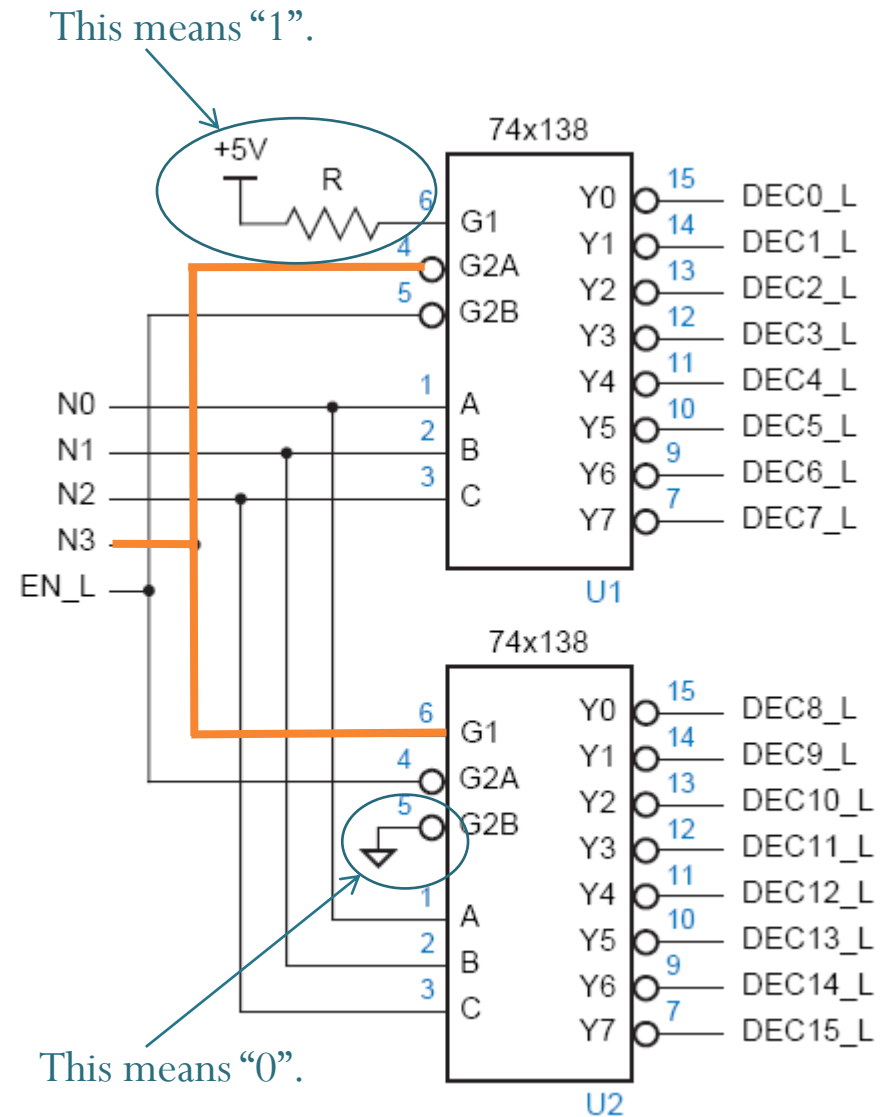 This means “1”.
74x138
+5V
R
6 G1
4 G2A
5 G2B
N0 1 A
N1 2 B
N2 3 C
N3
EN_L
Y0 15 DEC0_L
Y1 14 DEC1_L
Y2 13 DEC2_L
Y3 12 DEC3_L
Y4 11 DEC4_L
Y5 10 DEC5_L
Y6 9 DEC6_L
Y7 7 DEC7_L
U1
74x138
6 G1
4 G2A
5 G2B
1 A
2 B
3 C
Y0 15 DEC8_L
Y1 14 DEC9_L
Y2 13 DEC10_L
Y3 12 DEC11_L
Y4 11 DEC12_L
Y5 10 DEC13_L
Y6 9 DEC14_L
Y7 7 DEC15_L
This means “0”.
U2